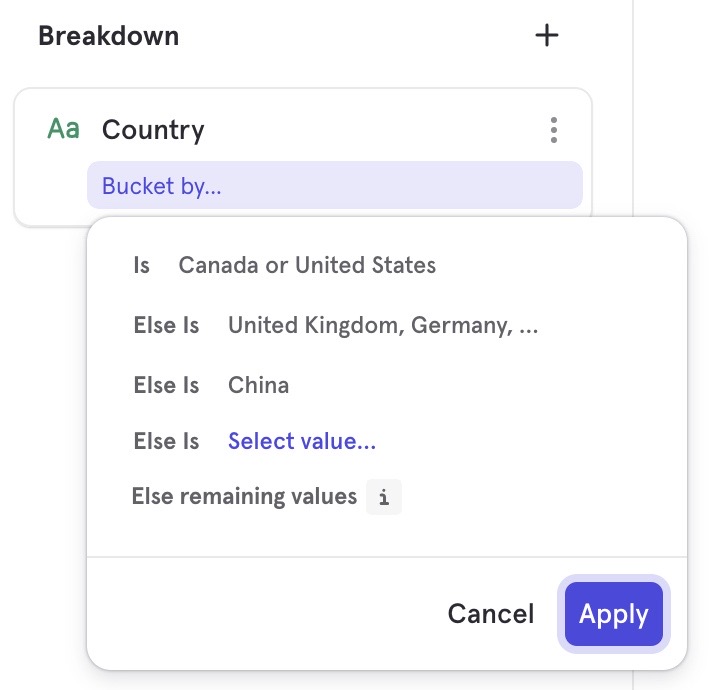 Breakdown
Aa Country
Bucket by...
Is Canada or United States
Else Is United Kingdom, Germany, ...
Else Is China
Else Is Select value...
Else remaining values i
Cancel Apply